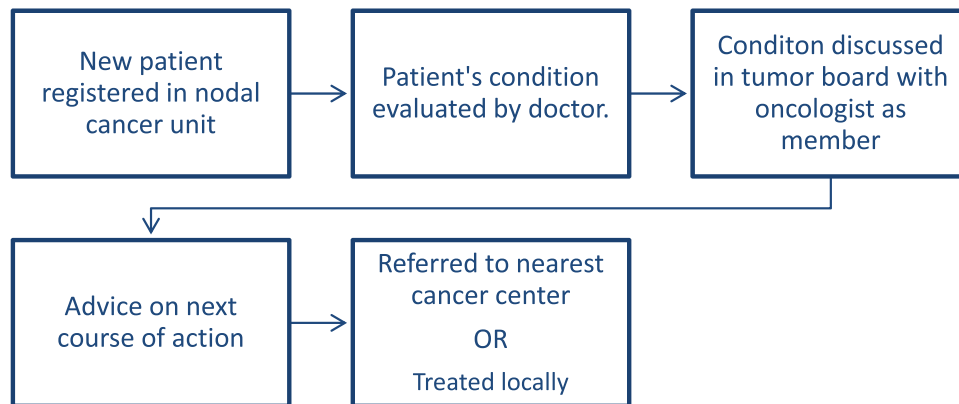 New patient
registered in nodal
cancer unit
Patient's condition
evaluated by doctor.
Conditon discussed
in tumor board with
oncologist as
member
Advice on next
course of action
Referred to nearest
cancer center
OR
Treated locally